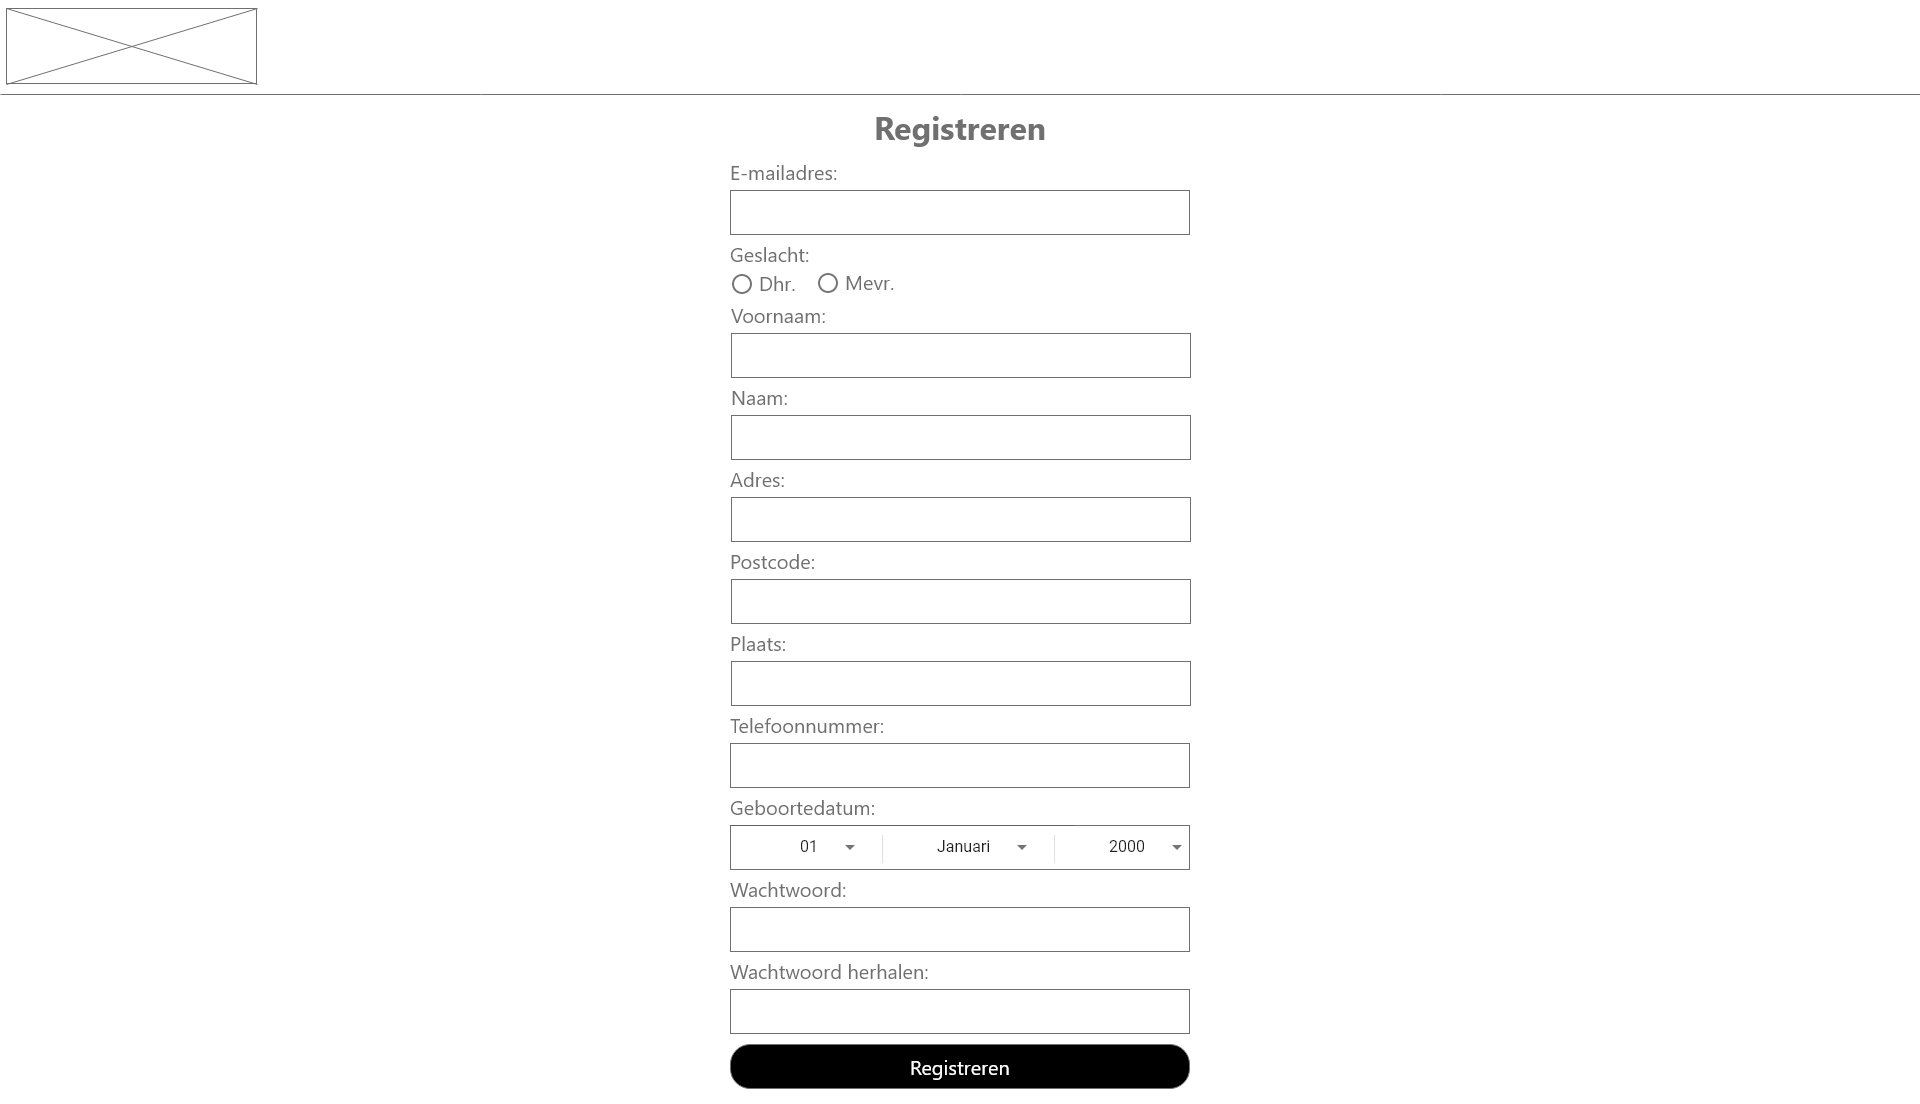 Registreren
E-mailadres:
Geslacht:
Dhr. Mevr.
Voornaam:
Naam:
Adres:
Postcode:
Plaats:
Telefoonnummer:
Geboortedatum:
01 Januari 2000
Wachtwoord:
Wachtwoord herhalen:
Registreren